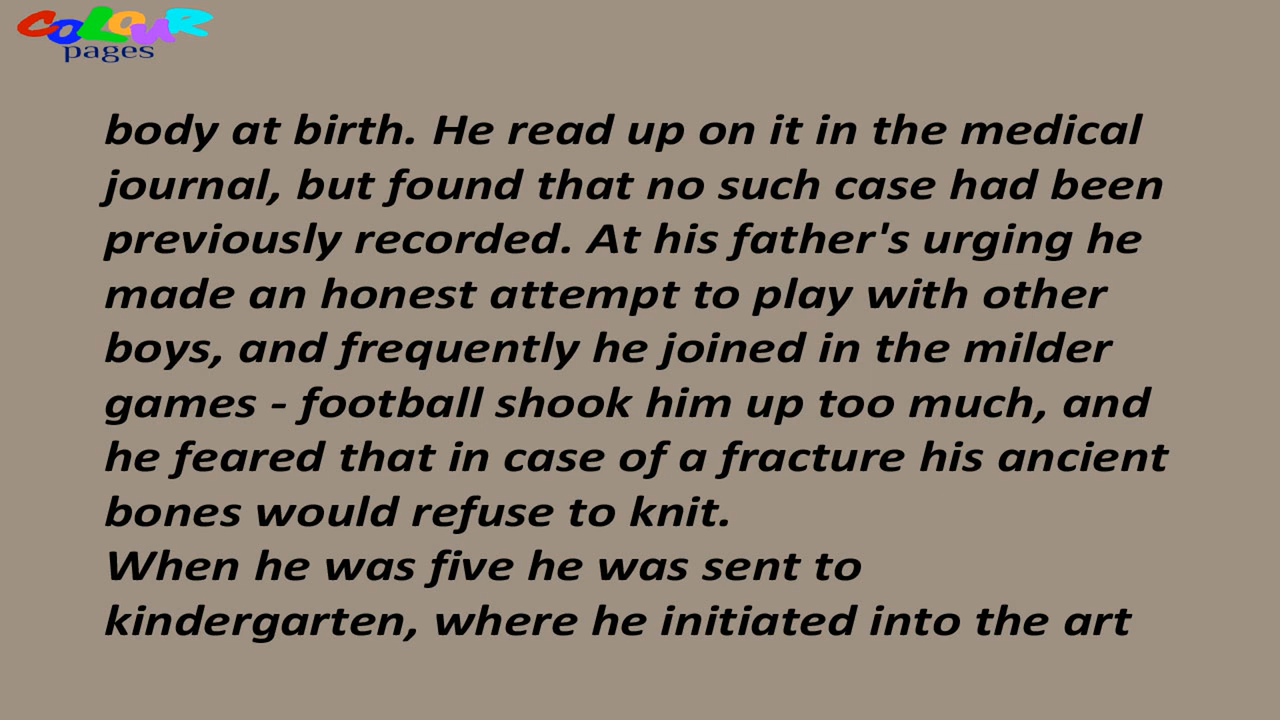 COLOUR
pages
body at birth. He read up on it in the medical
journal, but found that no such case had been
previously recorded. At his father's urging he
made an honest attempt to play with other
boys, and frequently he joined in the milder
games - football shook him up too much, and
he feared that in case of a fracture his ancient
bones would refuse to knit.
When he was five he was sent to
kindergarten, where he initiated into the art